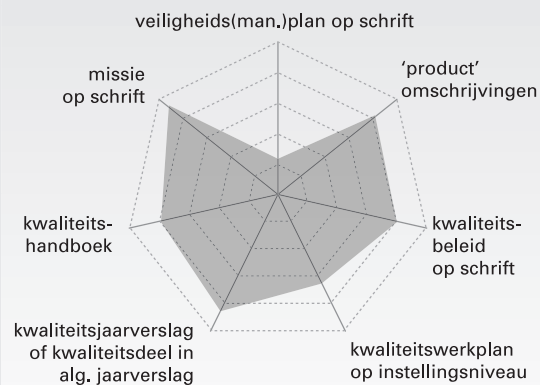 veiligheids(man.)plan op schrift
'product'
omschrijvingen
kwaliteits-
beleid
op schrift
kwaliteitswerkplan
op instellingsniveau
kwaliteitsjaarverslag
of kwaliteitsdeel in
alg. jaarverslag
kwaliteits-
handboek
missie
op schrift